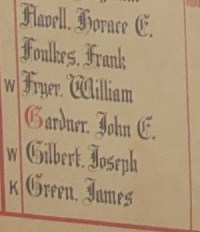 Flavell. Horace E.
Foulkes. Frank
W Fryer. William
Gardner. John E.
W Gilbert. Joseph
K Green. James